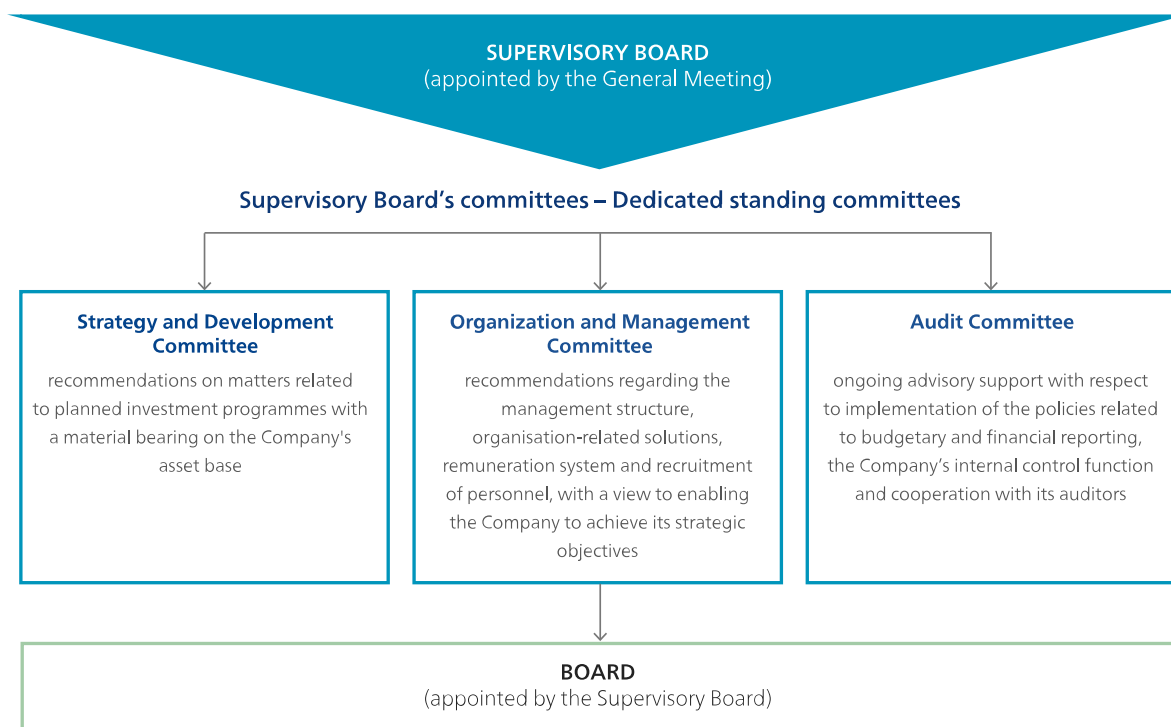 SUPERVISORY BOARD
(appointed by the General Meeting)
Supervisory Board’s committees – Dedicated standing committees
Strategy and Development
Committee
recommendations on matters related
to planned investment programmes with
a material bearing on the Company's
asset base
Organization and Management
Committee
recommendations regarding the
management structure,
organisation-related solutions,
remuneration system and recruitment
of personnel, with a view to enabling
the Company to achieve its strategic
objectives
Audit Committee
ongoing advisory support with respect
to implementation of the policies related
to budgetary and financial reporting,
the Company’s internal control function
and cooperation with its auditors
BOARD
(appointed by the Supervisory Board)